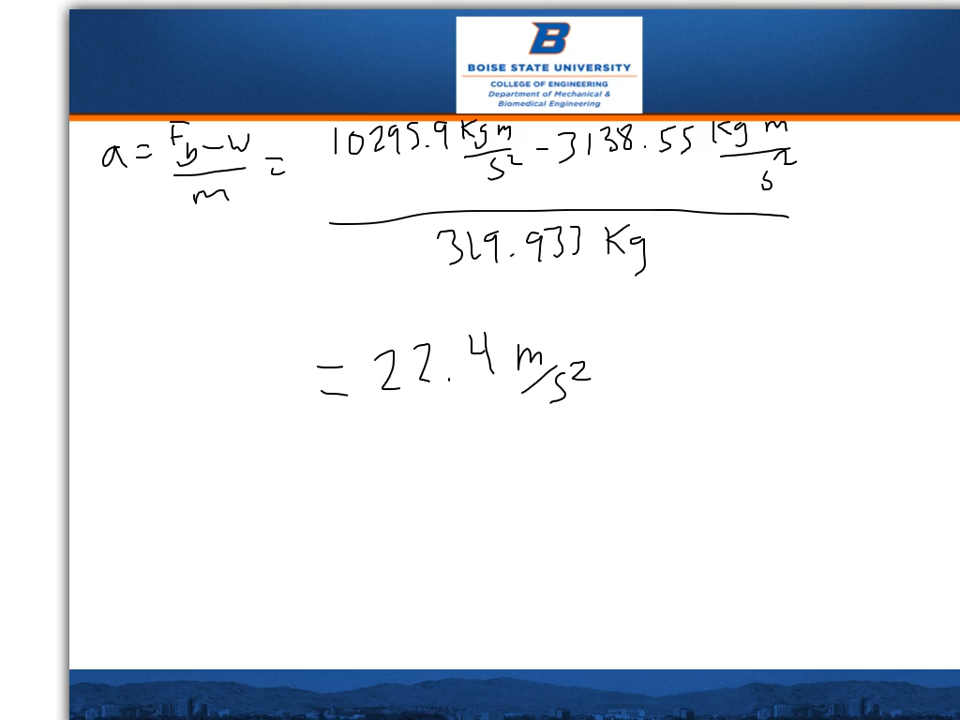 B
BOISE STATE UNIVERSITY
COLLEGE OF ENGINEERING
Department of Mechanical &
Biomedical Engineering
a = (F_b - W) / m = (10295.9 Kg m/s² - 3138.55 Kg m/s²) / 319.933 Kg
= 22.4 m/s²